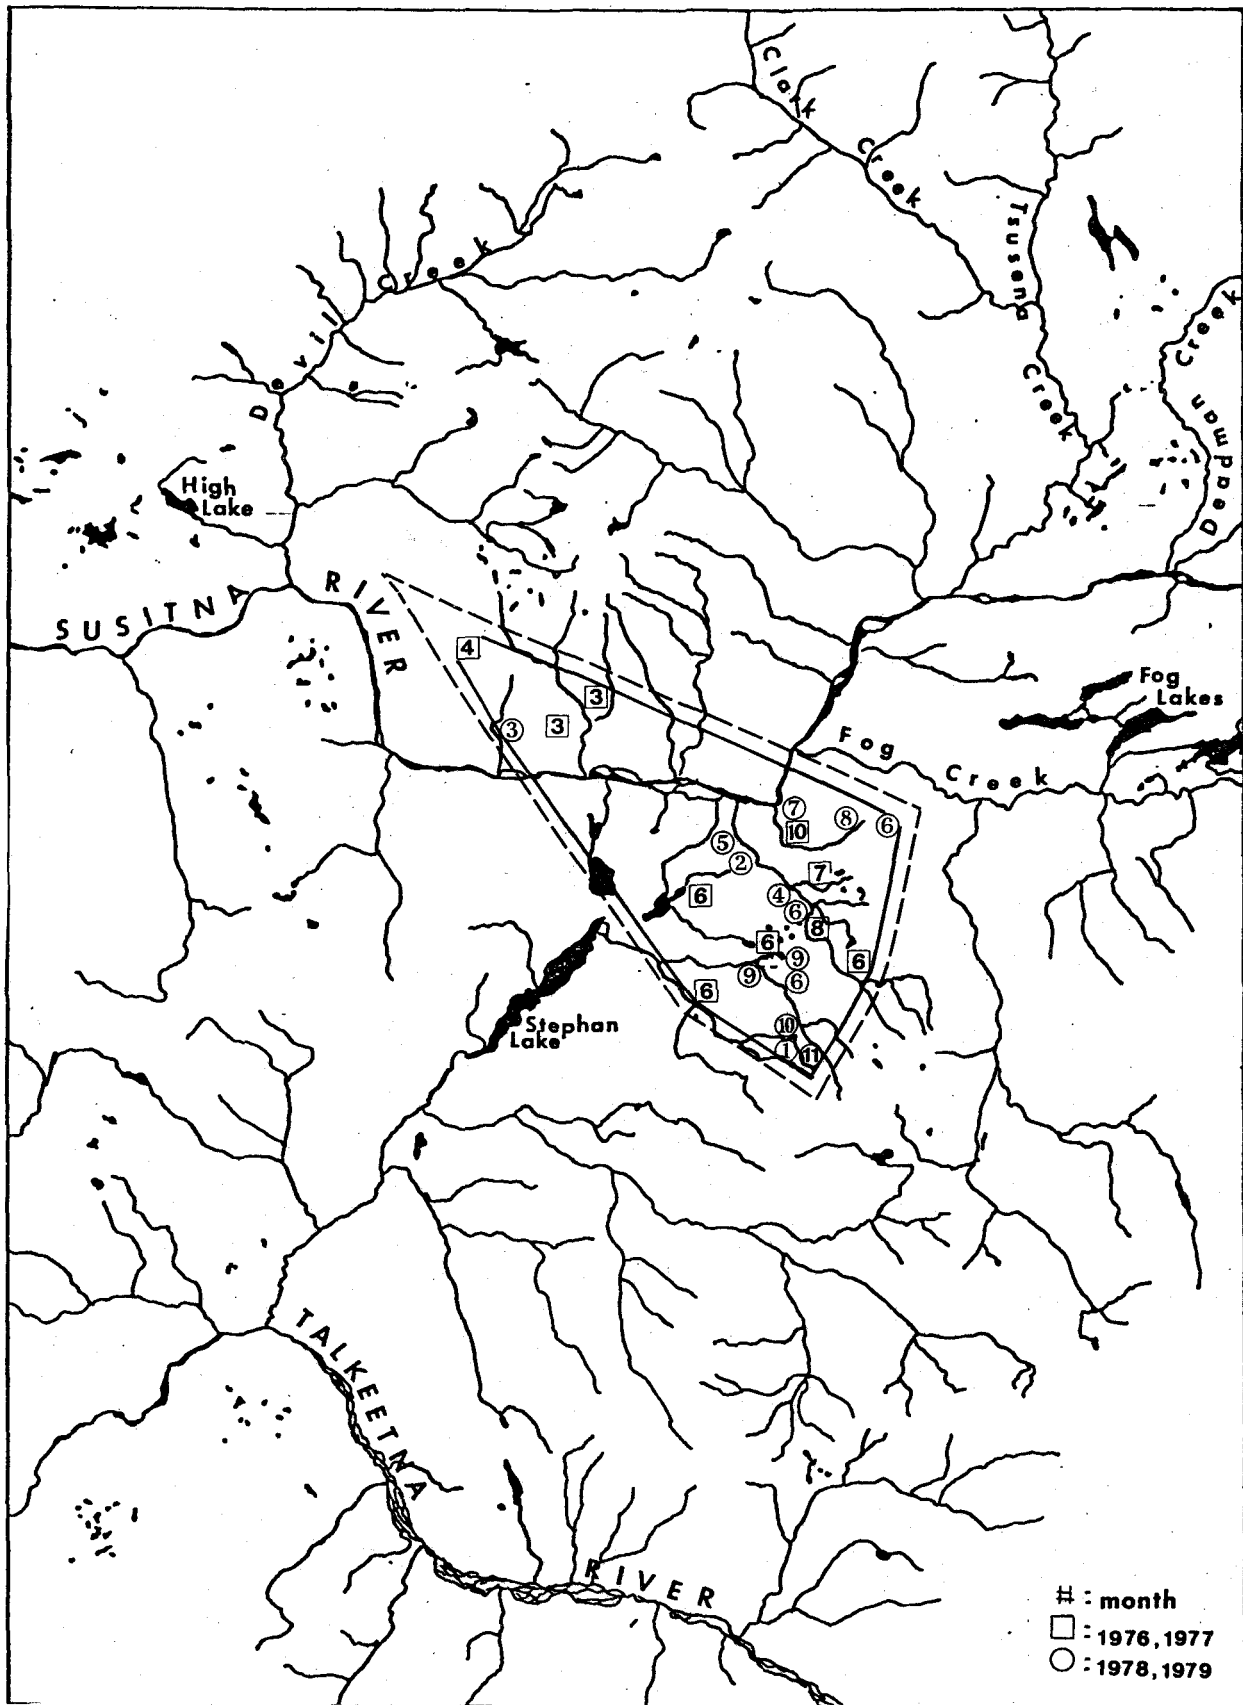 Clark Creek
Tsusena Creek
Deadman Creek
Devil Creek
High
Lake
SUSITNA RIVER
4
3
3
3
Fog
Lakes
Fog Creek
7
8
6
10
5
2
7
6
4
6
8
6
9
6
9
6
6
10
1
11
Stephan
Lake
TALKEETNA RIVER
# : month
□ : 1976, 1977
○ : 1978, 1979